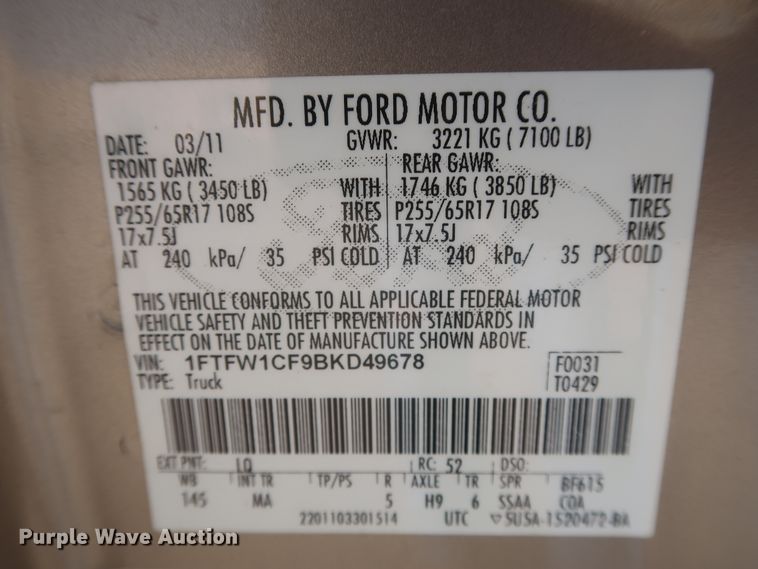 MFD. BY FORD MOTOR CO.
DATE: 03/11 GVWR: 3221 KG ( 7100 LB)
FRONT GAWR: REAR GAWR:
1565 KG ( 3450 LB) WITH 1746 KG ( 3850 LB) WITH
P255/65R17 108S TIRES P255/65R17 108S TIRES
17x7.5J RIMS 17x7.5J RIMS
AT 240 kPa/ 35 PSI COLD AT 240 kPa/ 35 PSI COLD
THIS VEHICLE CONFORMS TO ALL APPLICABLE FEDERAL MOTOR
VEHICLE SAFETY AND THEFT PREVENTION STANDARDS IN
EFFECT ON THE DATE OF MANUFACTURE SHOWN ABOVE.
VIN: 1FTFW1CF9BKD49678 F0031
TYPE: Truck T0429
EXT PNT: LQ RC: 52 DSO:
WB INT TR TP/PS R AXLE TR SPR BF615
145 MA 5 H9 6 SSAA COA
2201103301514 UTC ▽5U5A-1520472-BA
Purple Wave Auction